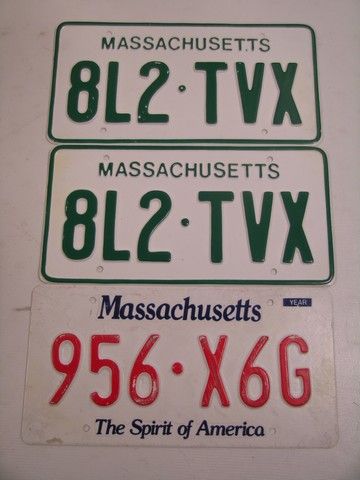 MASSACHUSETTS
8L2·TVX
MASSACHUSETTS
8L2·TVX
Massachusetts
YEAR
956·X6G
The Spirit of America